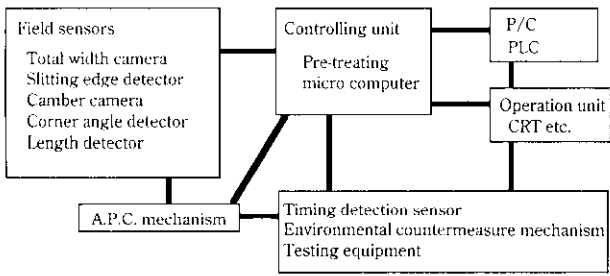 Field sensors
Total width camera
Slitting edge detector
Camber camera
Corner angle detector
Length detector
Controlling unit
Pre-treating
micro computer
P/C
PLC
Operation unit
CRT etc.
A.P.C. mechanism
Timing detection sensor
Environmental countermeasure mechanism
Testing equipment